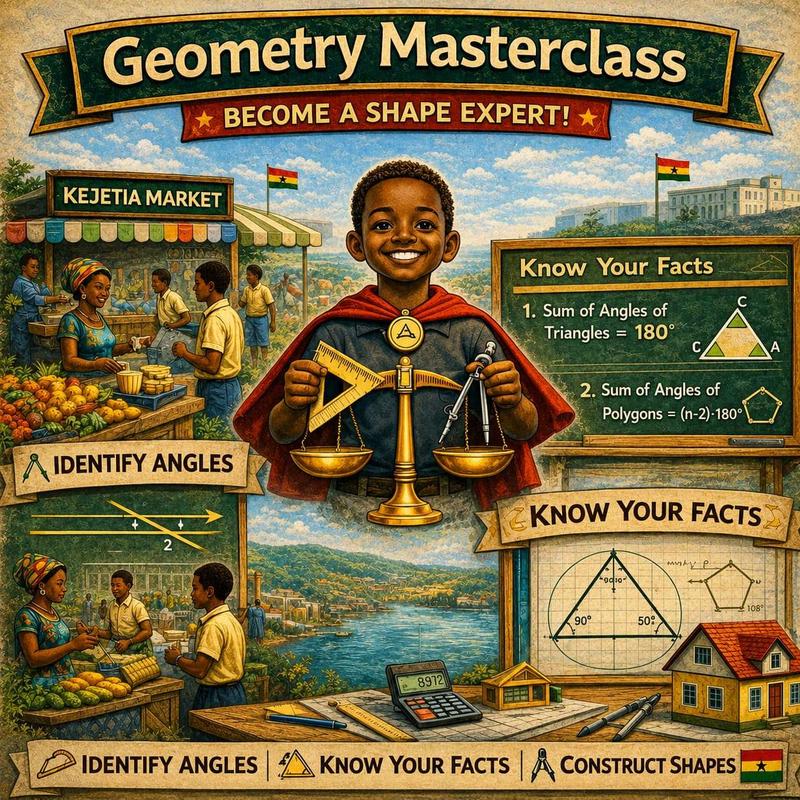 Geometry Masterclass
BECOME A SHAPE EXPERT!
KEJETIA MARKET
Know Your Facts
1. Sum of Angles of
Triangles = 180°
C
C
A
2. Sum of Angles of
Polygons = (n-2)·180°
IDENTIFY ANGLES
2
KNOW YOUR FACTS
90°
50°
108°
8972
IDENTIFY ANGLES
KNOW YOUR FACTS
CONSTRUCT SHAPES